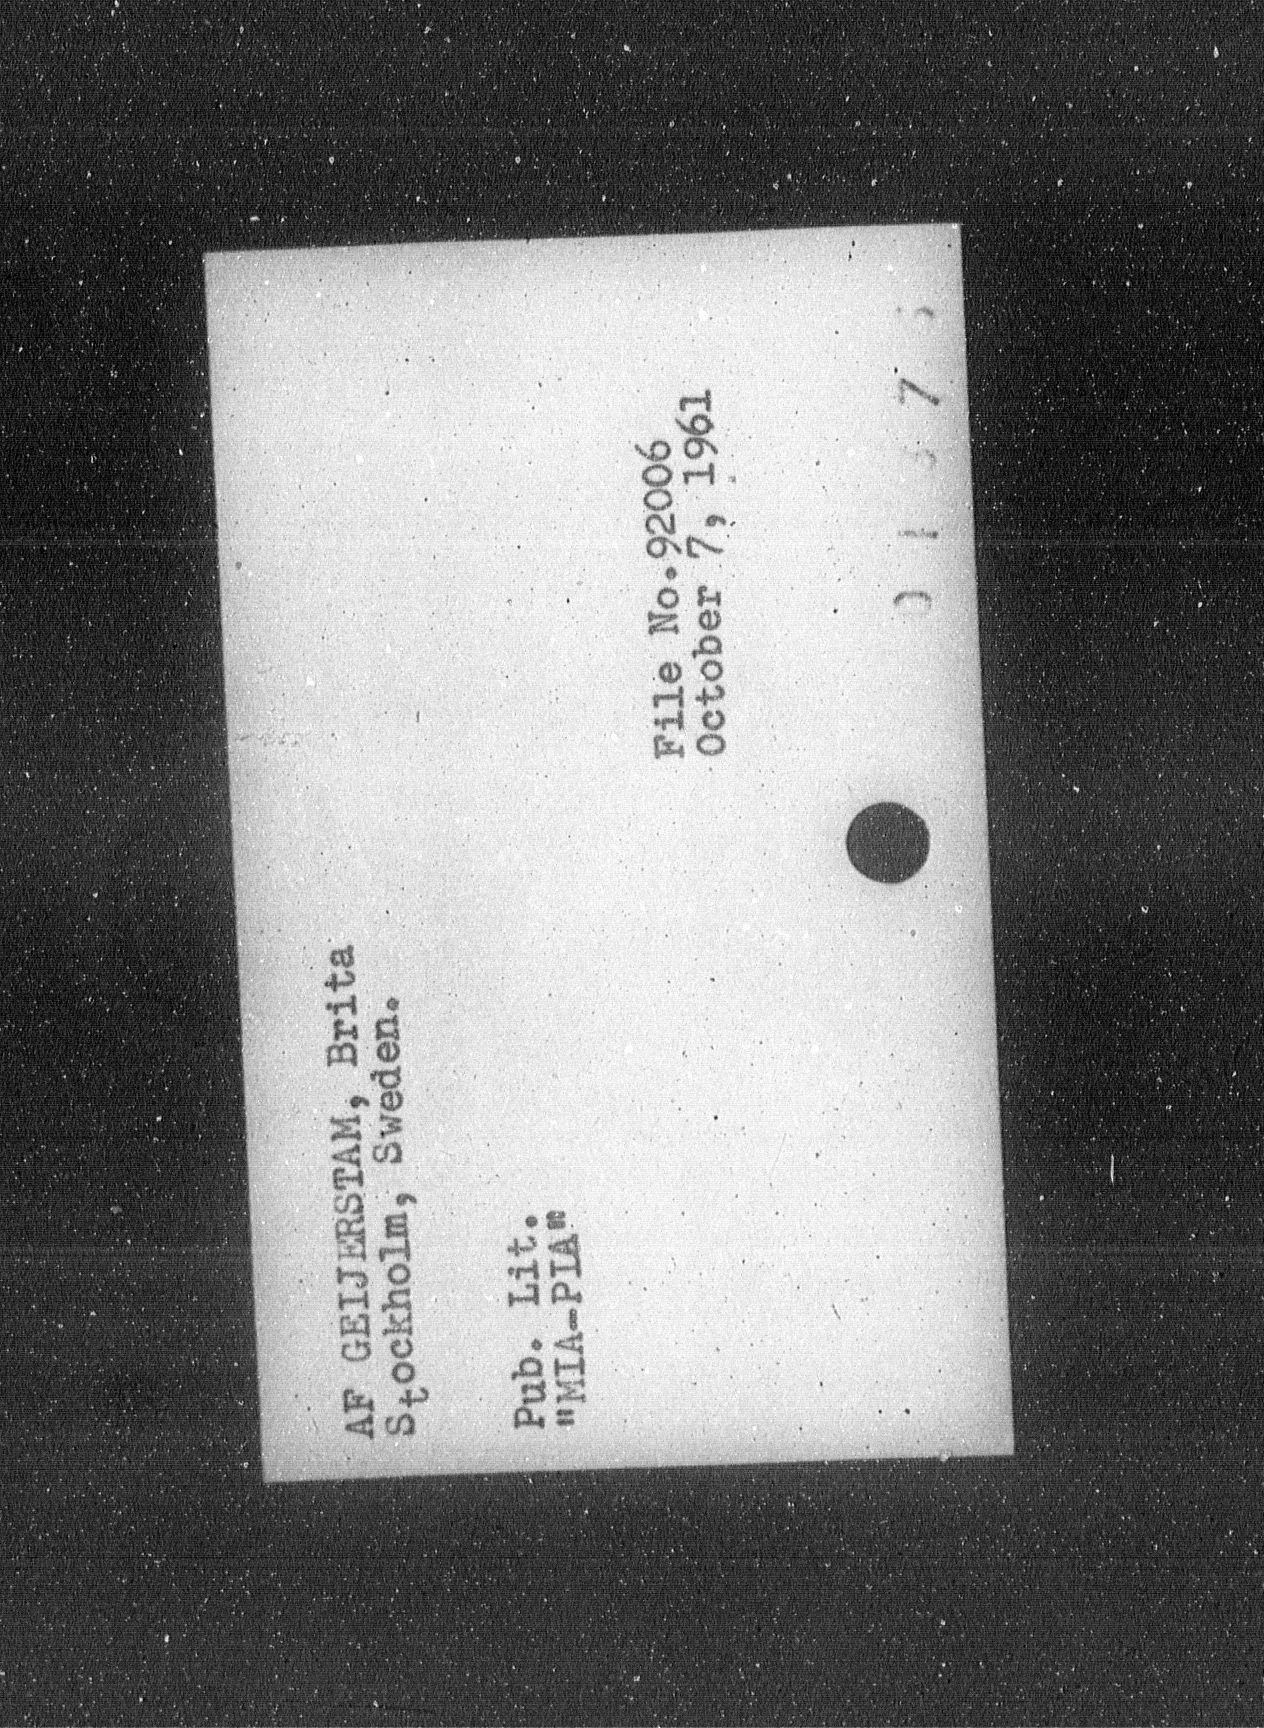 AF GEIJERSTAM, Brita
Stockholm, Sweden.
Pub. Lit.
"MIA-PIA"
File No.92006
October 7, 1961